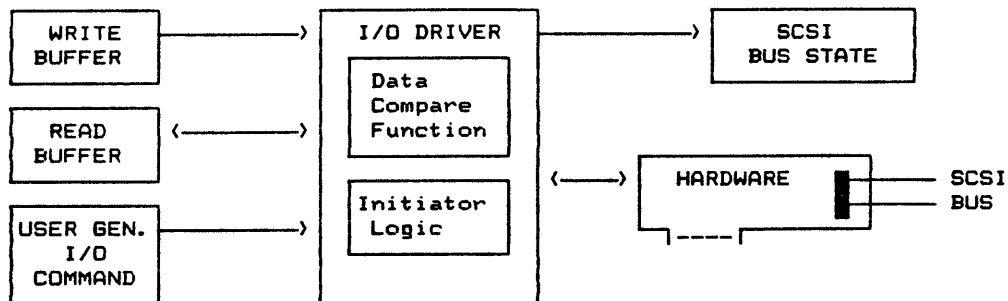 WRITE
BUFFER
READ
BUFFER
USER GEN.
I/O
COMMAND
I/O DRIVER
Data
Compare
Function
Initiator
Logic
SCSI
BUS STATE
HARDWARE
SCSI
BUS